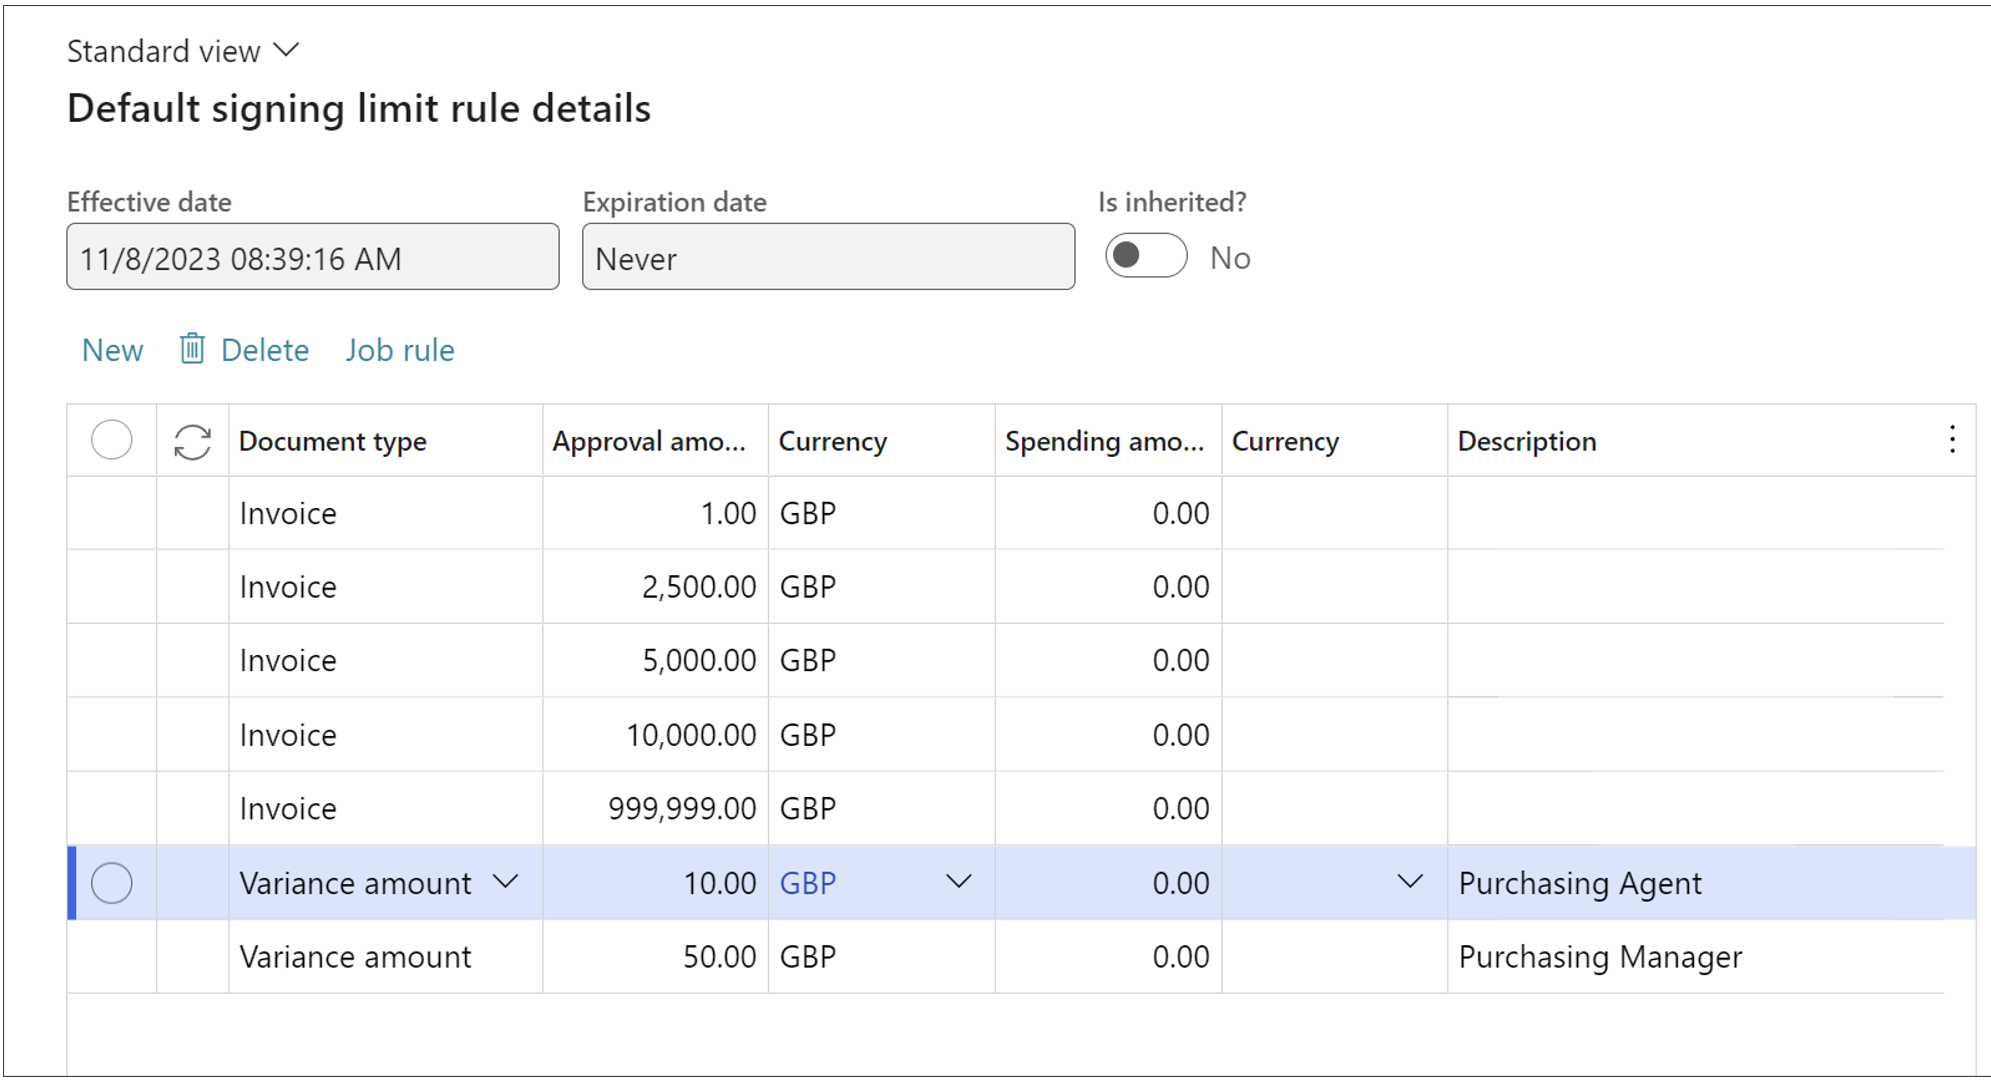 Standard view
Default signing limit rule details
Effective date Expiration date Is inherited?
11/8/2023 08:39:16 AM Never No
New Delete Job rule
Document type Approval amo... Currency Spending amo... Currency Description
Invoice 1.00 GBP 0.00
Invoice 2,500.00 GBP 0.00
Invoice 5,000.00 GBP 0.00
Invoice 10,000.00 GBP 0.00
Invoice 999,999.00 GBP 0.00
Variance amount 10.00 GBP 0.00 Purchasing Agent
Variance amount 50.00 GBP 0.00 Purchasing Manager